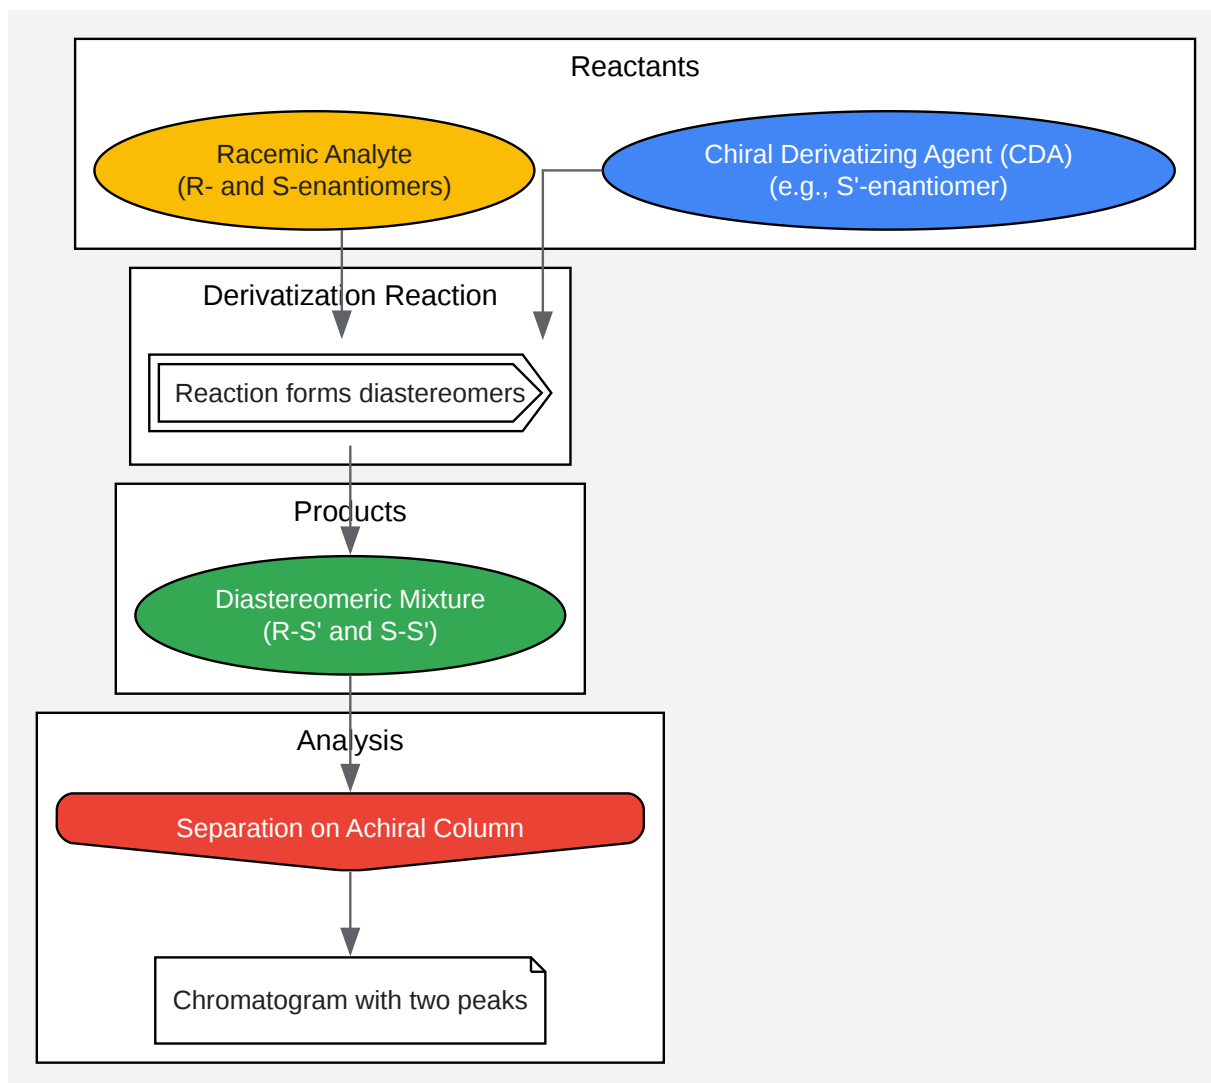 Reactants
Racemic Analyte
(R- and S-enantiomers)
Chiral Derivatizing Agent (CDA)
(e.g., S'-enantiomer)
Derivatization Reaction
Reaction forms diastereomers
Products
Diastereomeric Mixture
(R-S' and S-S')
Analysis
Separation on Achiral Column
Chromatogram with two peaks